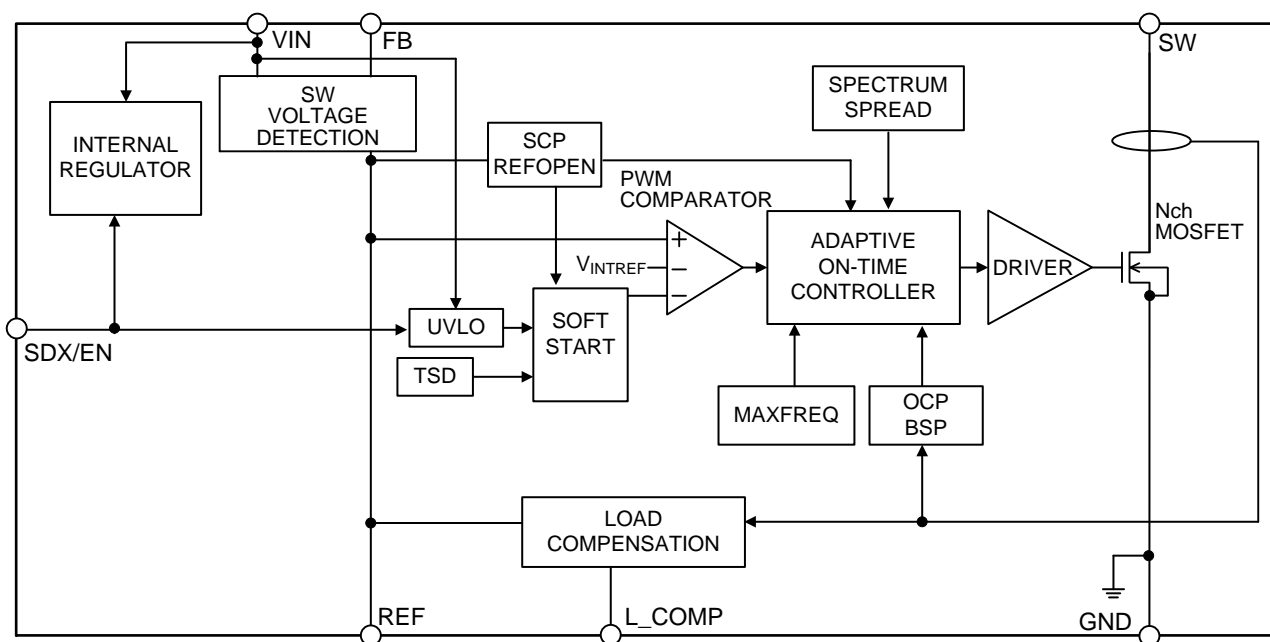 VIN
FB
SW
SW
VOLTAGE
DETECTION
SPECTRUM
SPREAD
INTERNAL
REGULATOR
SCP
REFOPEN
PWM
COMPARATOR
Nch
MOSFET
+
VINTREF
−
−
ADAPTIVE
ON-TIME
CONTROLLER
DRIVER
UVLO
SOFT
START
SDX/EN
TSD
MAXFREQ
OCP
BSP
LOAD
COMPENSATION
REF
L_COMP
GND